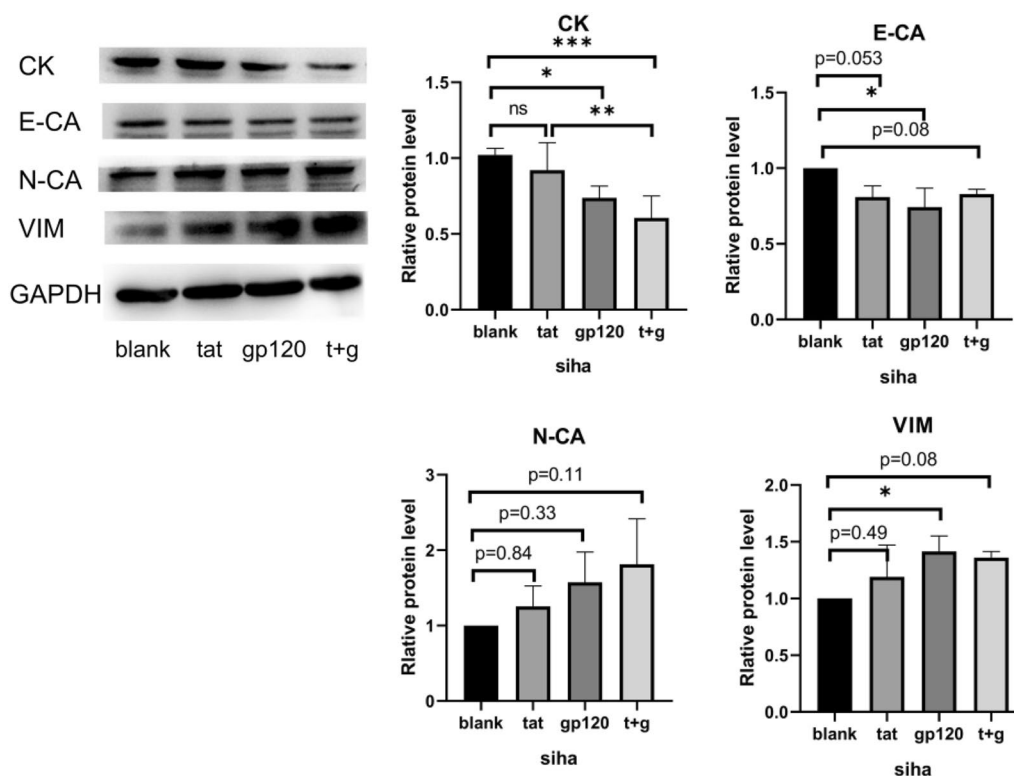 CK
E-CA
N-CA
VIM
GAPDH
blank tat gp120 t+g
CK
***
*
ns
**
Rlative protein level
1.5
1.0
0.5
0.0
blank tat gp120 t+g
siha
E-CA
p=0.053
*
p=0.08
Rlative protein level
1.5
1.0
0.5
0.0
blank tat gp120 t+g
siha
N-CA
p=0.11
p=0.33
p=0.84
Rlative protein level
3
2
1
0
blank tat gp120 t+g
siha
VIM
p=0.08
*
p=0.49
Rlative protein level
2.0
1.5
1.0
0.5
0.0
blank tat gp120 t+g
siha